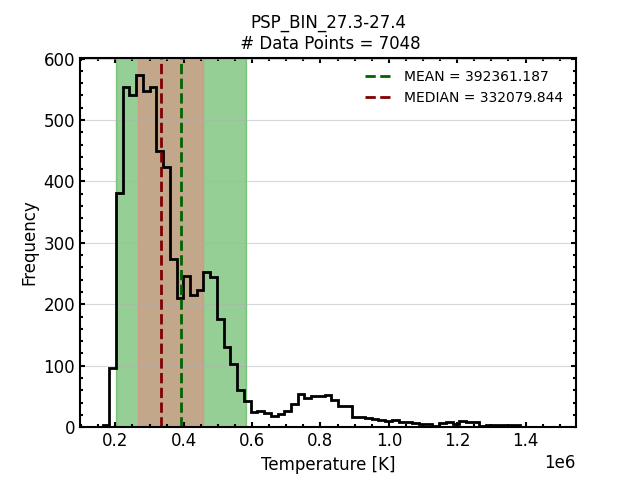 PSP_BIN_27.3-27.4
# Data Points = 7048
MEAN = 392361.187
MEDIAN = 332079.844
Frequency
600
500
400
300
200
100
0
0.2 0.4 0.6 0.8 1.0 1.2 1.4
Temperature [K]
1e6